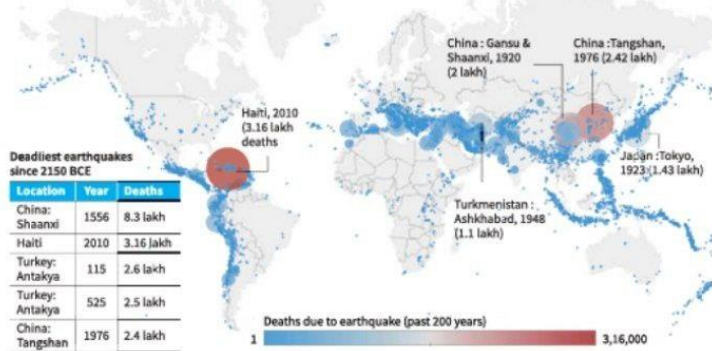 China : Gansu &
Shaanxi, 1920
(2 lakh)
China :Tangshan,
1976 (2.42 lakh)
Haiti, 2010
(3.16 lakh
deaths
Japan :Tokyo,
1923 (1.43 lakh)
Turkmenistan :
Ashkhabad, 1948
(1.1 lakh)
Deadliest earthquakes
since 2150 BCE
Location Year Deaths
China:
Shaanxi 1556 8.3 lakh
Haiti 2010 3.16 lakh
Turkey:
Antakya 115 2.6 lakh
Turkey:
Antakya 525 2.5 lakh
China:
Tangshan 1976 2.4 lakh
Deaths due to earthquake (past 200 years)
1 3,16,000